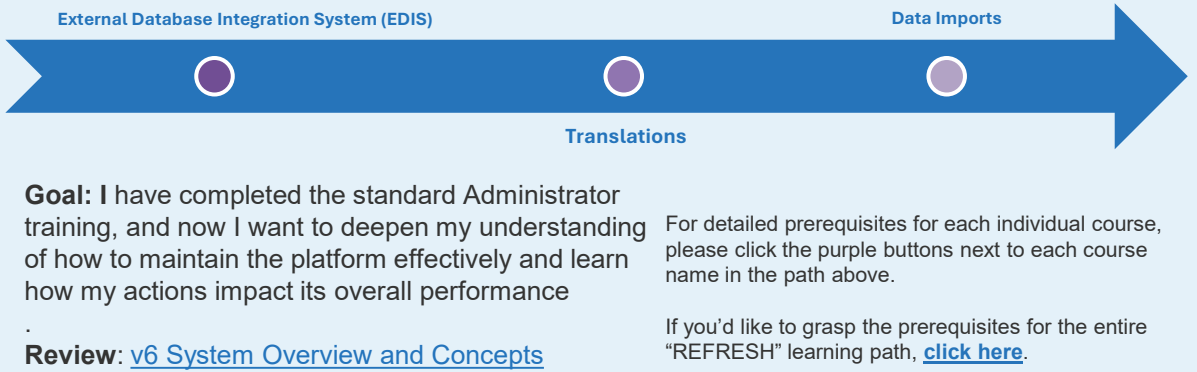 External Database Integration System (EDIS)
Data Imports
Translations
Goal: I have completed the standard Administrator
training, and now I want to deepen my understanding
of how to maintain the platform effectively and learn
how my actions impact its overall performance
.
Review: v6 System Overview and Concepts
For detailed prerequisites for each individual course,
please click the purple buttons next to each course
name in the path above.
If you’d like to grasp the prerequisites for the entire
“REFRESH” learning path, click here.